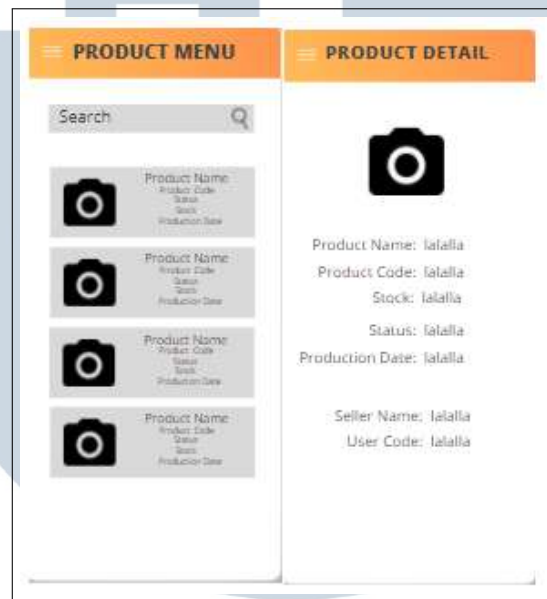 PRODUCT MENU
Search
Product Name
Product Code
Status
Stock
Production Date
Product Name
Product Code
Status
Stock
Production Date
Product Name
Product Code
Status
Stock
Production Date
Product Name
Product Code
Status
Stock
Production Date
PRODUCT DETAIL
Product Name: lalalla
Product Code: lalalla
Stock: lalalla
Status: lalalla
Production Date: lalalla
Seller Name: lalalla
User Code: lalalla